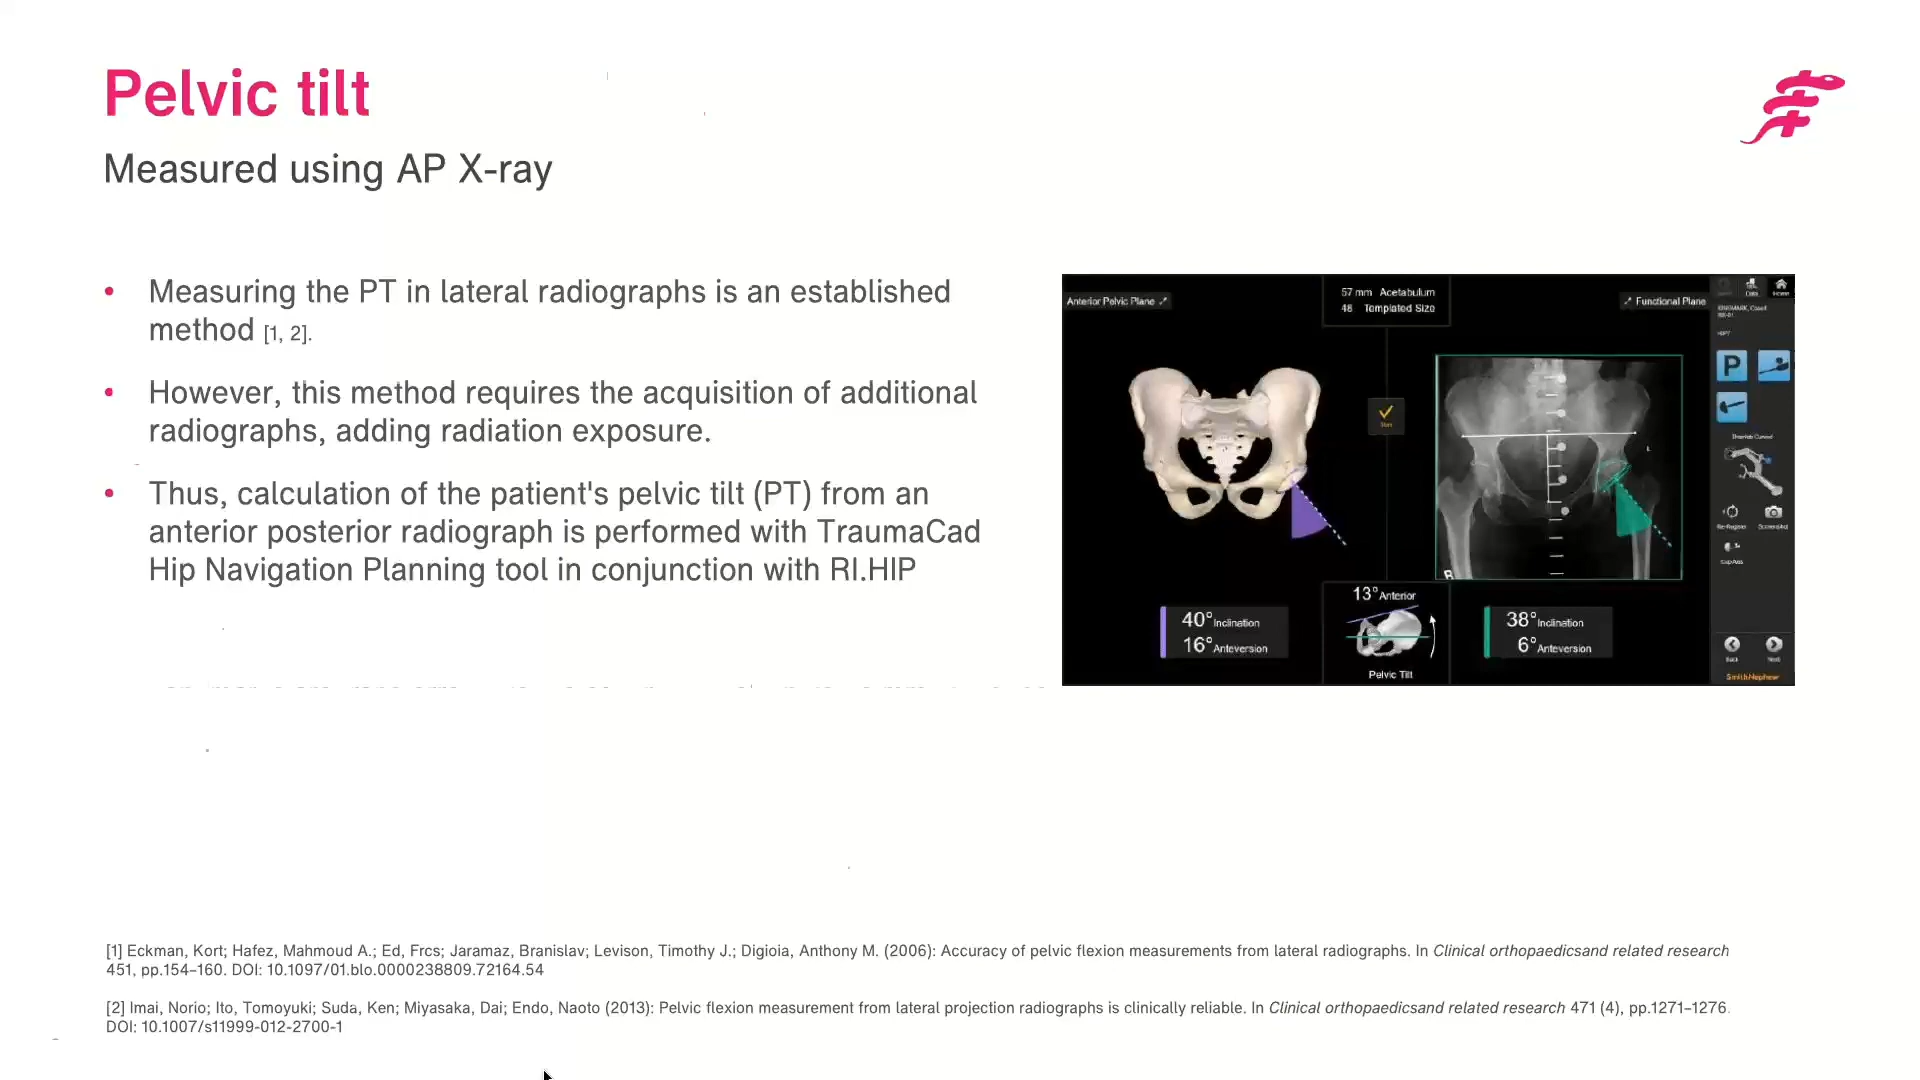 Pelvic tilt
Measured using AP X-ray
• Measuring the PT in lateral radiographs is an established
method [1, 2].
• However, this method requires the acquisition of additional
radiographs, adding radiation exposure.
• Thus, calculation of the patient's pelvic tilt (PT) from an
anterior posterior radiograph is performed with TraumaCad
Hip Navigation Planning tool in conjunction with RI.HIP
Anterior Pelvic Plane
57 mm Acetabulum
48 Templated Size
Functional Plane
Home
P
L
R
40° Inclination
16° Anteversion
13° Anterior
Pelvic Tilt
38° Inclination
6° Anteversion
Back Next
Smith&Nephew
[1] Eckman, Kort; Hafez, Mahmoud A.; Ed, Frcs; Jaramaz, Branislav; Levison, Timothy J.; Digioia, Anthony M. (2006): Accuracy of pelvic flexion measurements from lateral radiographs. In Clinical orthopaedicsand related research
451, pp.154–160. DOI: 10.1097/01.blo.0000238809.72164.54
[2] Imai, Norio; Ito, Tomoyuki; Suda, Ken; Miyasaka, Dai; Endo, Naoto (2013): Pelvic flexion measurement from lateral projection radiographs is clinically reliable. In Clinical orthopaedicsand related research 471 (4), pp.1271–1276.
DOI: 10.1007/s11999-012-2700-1